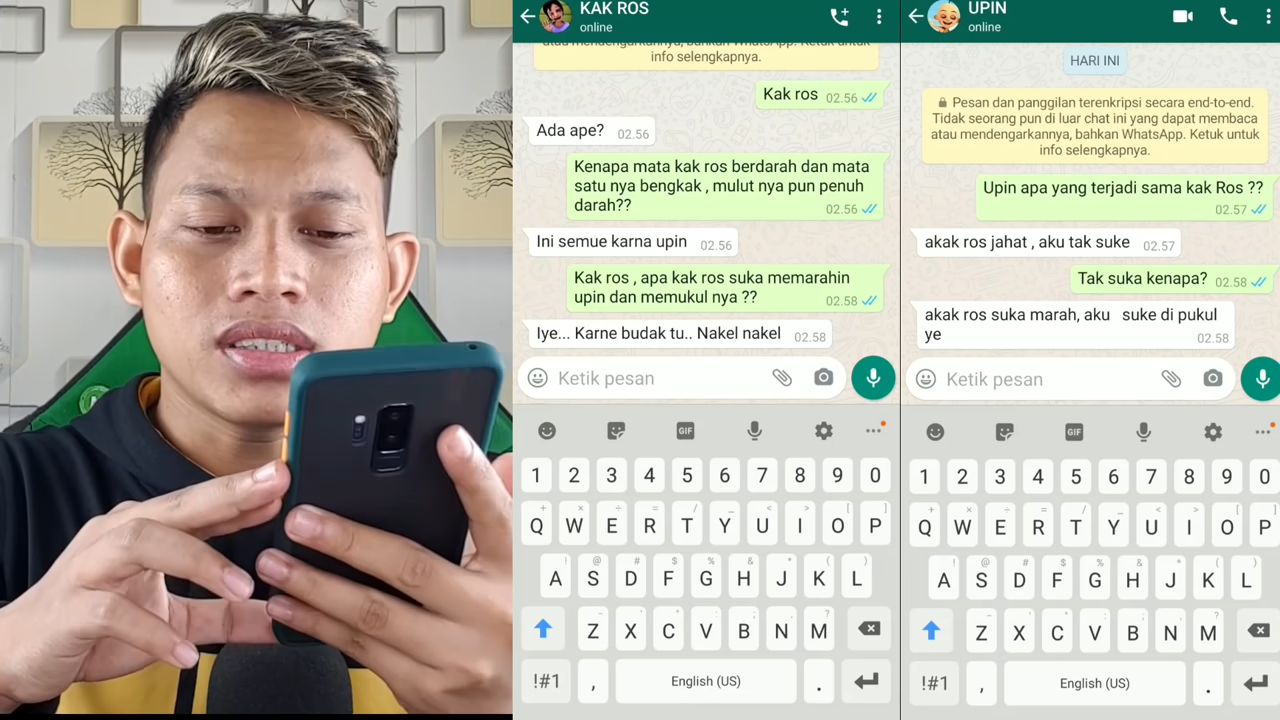 KAK ROS
online
atau mendengarkannya, bahkan WhatsApp. Ketuk untuk
info selengkapnya.
Kak ros 02.56
Ada ape? 02.56
Kenapa mata kak ros berdarah dan mata
satu nya bengkak , mulut nya pun penuh
darah??
02.56
Ini semue karna upin 02.56
Kak ros , apa kak ros suka memarahin
upin dan memukul nya ??
02.58
Iye... Karne budak tu.. Nakel nakel 02.58
Ketik pesan
GIF
1 2 3 4 5 6 7 8 9 0
Q W E R T Y U I O P
A S D F G H J K L
Z X C V B N M
!#1 , English (US) .
UPIN
online
HARI INI
Pesan dan panggilan terenkripsi secara end-to-end.
Tidak seorang pun di luar chat ini yang dapat membaca
atau mendengarkannya, bahkan WhatsApp. Ketuk untuk
info selengkapnya.
Upin apa yang terjadi sama kak Ros ??
02.57
akak ros jahat , aku tak suke 02.57
Tak suka kenapa? 02.58
akak ros suka marah, aku suke di pukul
ye
02.58
Ketik pesan
GIF
1 2 3 4 5 6 7 8 9 0
Q W E R T Y U I O P
A S D F G H J K L
Z X C V B N M
!#1 , English (US) .